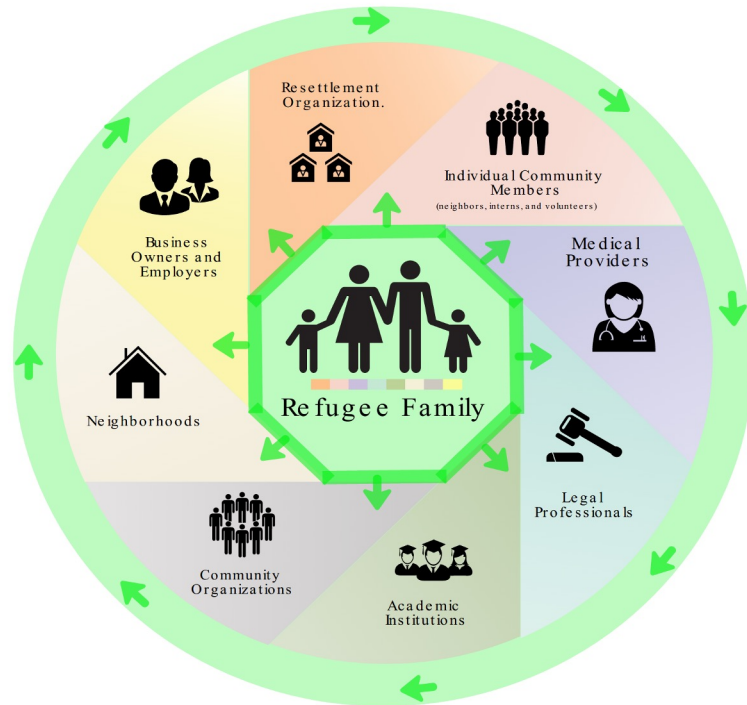 Resettlement
Organization.
Individual Community
Members
(neighbors, interns, and volunteers)
Medical
Providers
Legal
Professionals
Academic
Institutions
Community
Organizations
Neighborhoods
Business
Owners and
Employers
Refugee Family